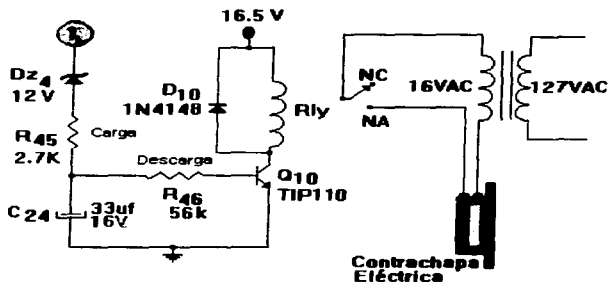 16.5 V
Dz4
12 V
D10
1N4148
Rly
NC
NA
16VAC
127VAC
R45
2.7K
Carga
Descarga
R46
56k
Q10
TIP110
C24
33uf
16V
Contrachapa
Eléctrica